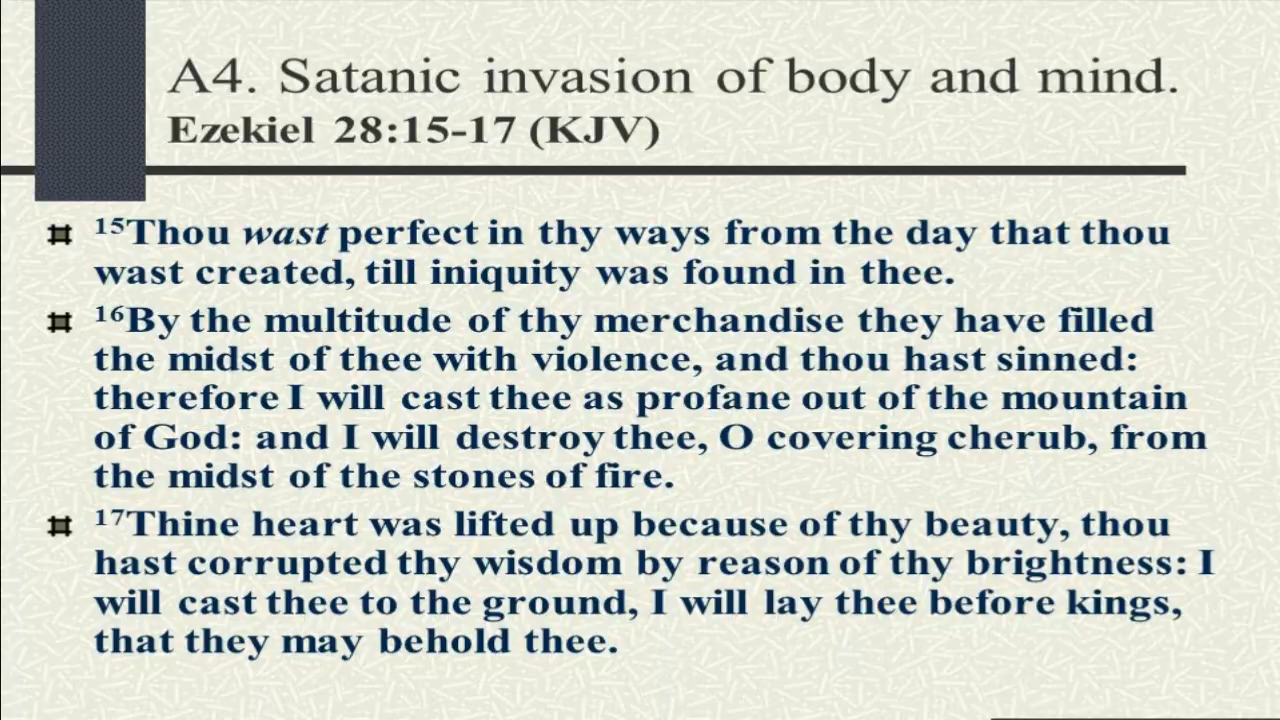 A4. Satanic invasion of body and mind.
Ezekiel 28:15-17 (KJV)
15Thou wast perfect in thy ways from the day that thou
wast created, till iniquity was found in thee.
16By the multitude of thy merchandise they have filled
the midst of thee with violence, and thou hast sinned:
therefore I will cast thee as profane out of the mountain
of God: and I will destroy thee, O covering cherub, from
the midst of the stones of fire.
17Thine heart was lifted up because of thy beauty, thou
hast corrupted thy wisdom by reason of thy brightness: I
will cast thee to the ground, I will lay thee before kings,
that they may behold thee.